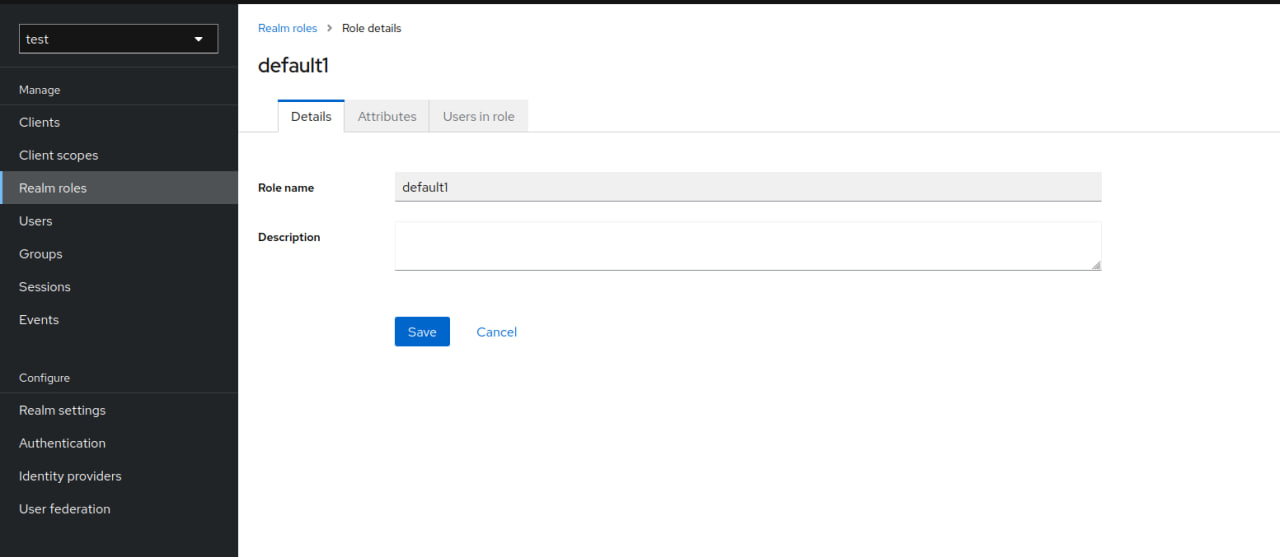 test
Manage
Clients
Client scopes
Realm roles
Users
Groups
Sessions
Events
Configure
Realm settings
Authentication
Identity providers
User federation
Realm roles > Role details
default1
Details Attributes Users in role
Role name default1
Description
Save Cancel